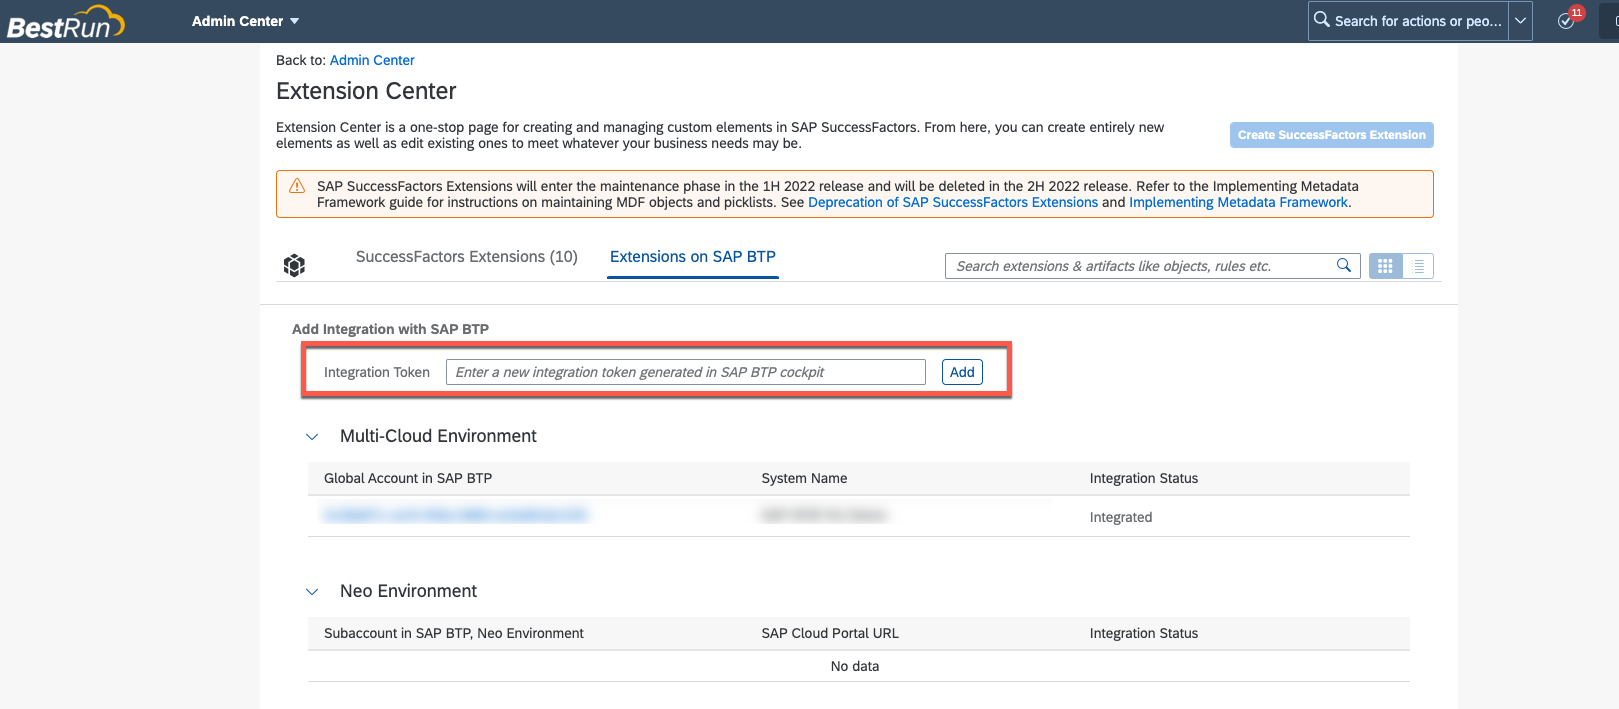 BestRun
Admin Center
Search for actions or peo...
11
Back to: Admin Center
Extension Center
Extension Center is a one-stop page for creating and managing custom elements in SAP SuccessFactors. From here, you can create entirely new
elements as well as edit existing ones to meet whatever your business needs may be.
Create SuccessFactors Extension
SAP SuccessFactors Extensions will enter the maintenance phase in the 1H 2022 release and will be deleted in the 2H 2022 release. Refer to the Implementing Metadata
Framework guide for instructions on maintaining MDF objects and picklists. See Deprecation of SAP SuccessFactors Extensions and Implementing Metadata Framework.
SuccessFactors Extensions (10)
Extensions on SAP BTP
Search extensions & artifacts like objects, rules etc.
Add Integration with SAP BTP
Integration Token
Enter a new integration token generated in SAP BTP cockpit
Add
Multi-Cloud Environment
Global Account in SAP BTP
System Name
Integration Status
Integrated
Neo Environment
Subaccount in SAP BTP, Neo Environment
SAP Cloud Portal URL
Integration Status
No data